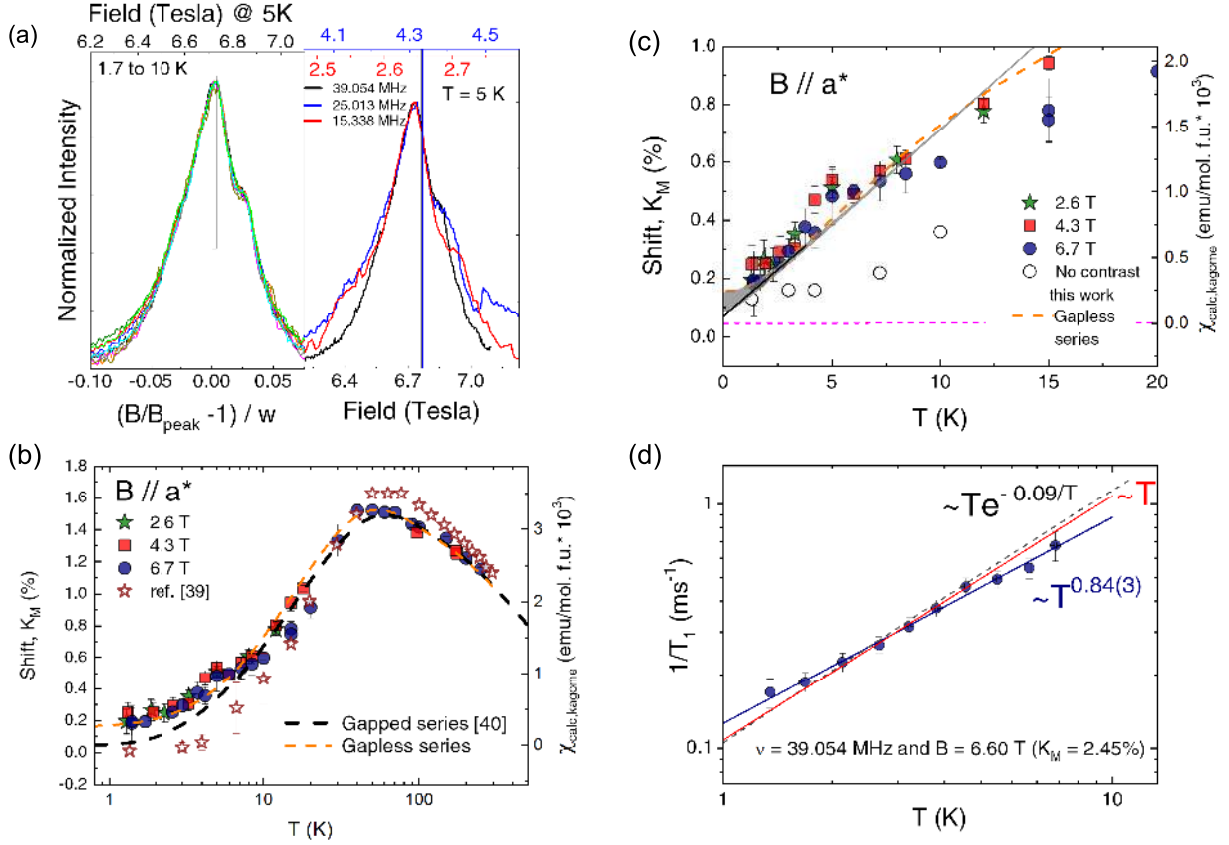 (a)
Field (Tesla) @ 5K
6.2 6.4 6.6 6.8 7.0
4.1 4.3 4.5
2.5 2.6 2.7
1.7 to 10 K
39.054 MHz
25.013 MHz
15.338 MHz
T = 5 K
Normalized Intensity
-0.10 -0.05 0.00 0.05
6.4 6.7 7.0
(B/Bpeak -1) / w
Field (Tesla)
(b)
B // a*
2.6 T
4.3 T
6.7 T
ref. [39]
Gapped series [40]
Gapless series
Shift, KM (%)
1.8
1.6
1.4
1.2
1.0
0.8
0.6
0.4
0.2
0.0
-0.2
3
2
1
0
χcalc,kagome (emu/mol. f.u.* 10³)
1 10 100
T (K)
(c)
B // a*
2.6 T
4.3 T
6.7 T
No contrast
this work
Gapless
series
Shift, KM (%)
1.0
0.8
0.6
0.4
0.2
0.0
2.0
1.5
1.0
0.5
0.0
χcalc,kagome (emu/mol. f.u.* 10³)
0 5 10 15 20
T (K)
(d)
~Te- 0.09/T
~ T
~T0.84(3)
1/T1 (ms-1)
1
0.1
ν = 39.054 MHz and B = 6.60 T (KM = 2.45%)
1 10
T (K)